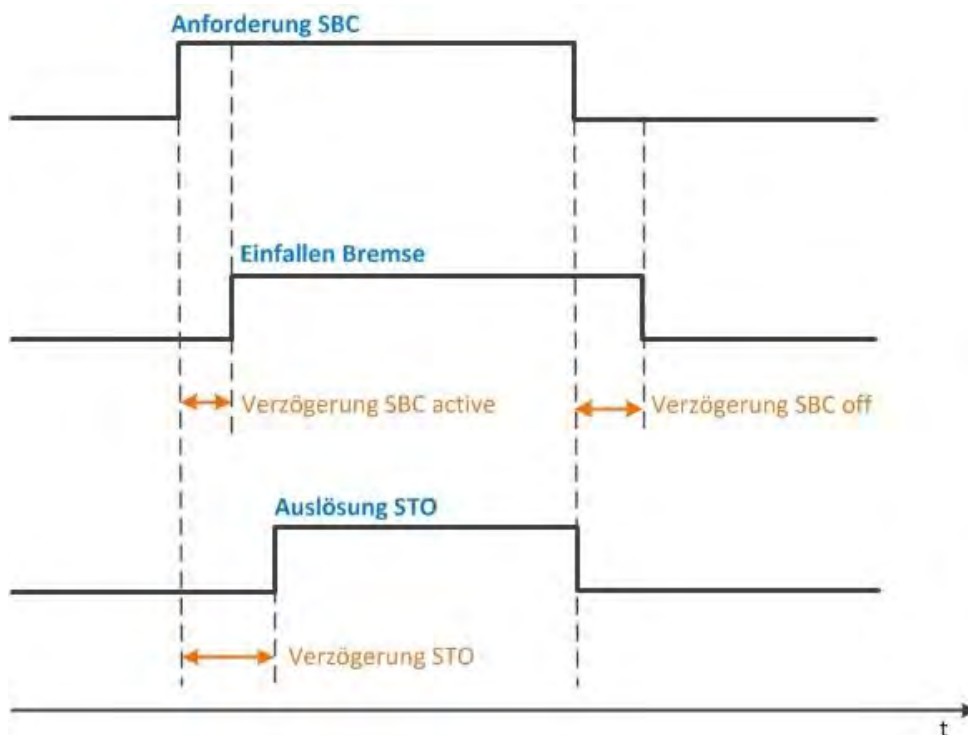 Anforderung SBC
Einfallen Bremse
Verzögerung SBC active
Verzögerung SBC off
Auslösung STO
Verzögerung STO
t